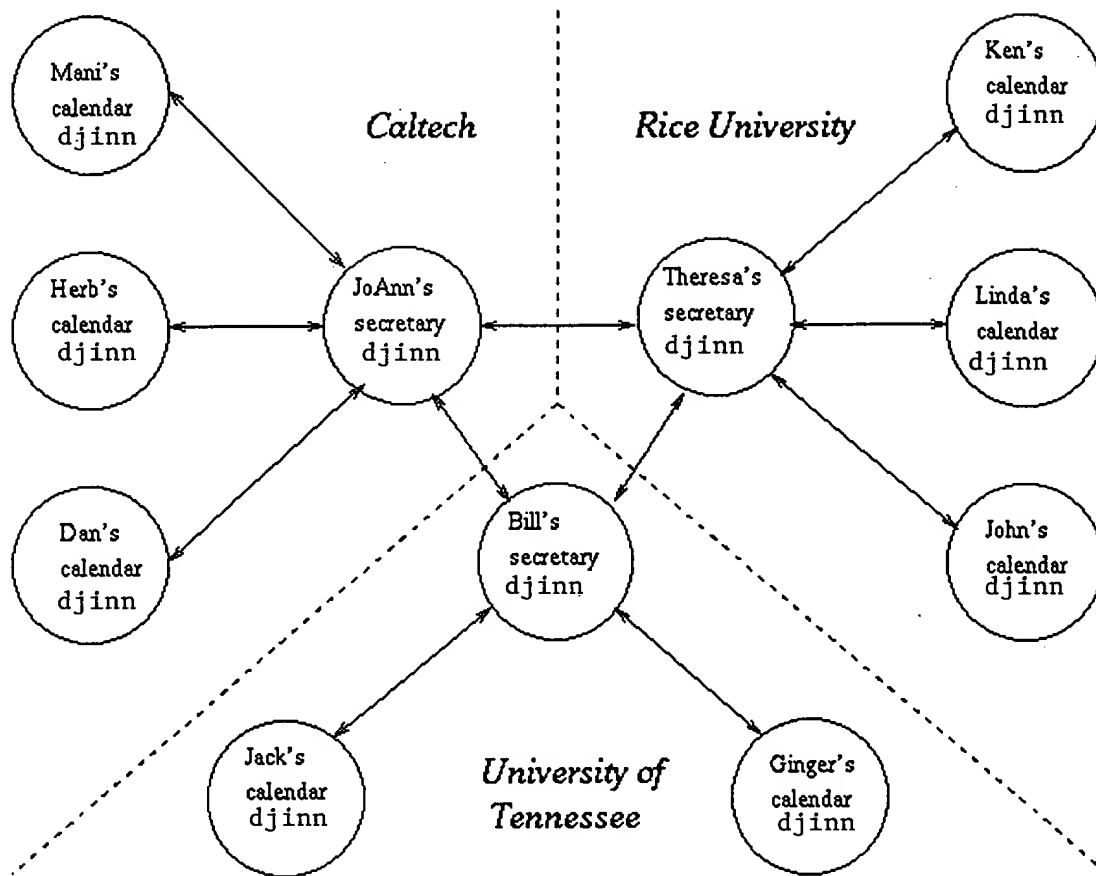 Mani's
calendar
djinn
Caltech
Rice University
Ken's
calendar
djinn
Herb's
calendar
djinn
JoAnn's
secretary
djinn
Theresa's
secretary
djinn
Linda's
calendar
djinn
Dan's
calendar
djinn
Bill's
secretary
djinn
John's
calendar
djinn
Jack's
calendar
djinn
University of
Tennessee
Ginger's
calendar
djinn